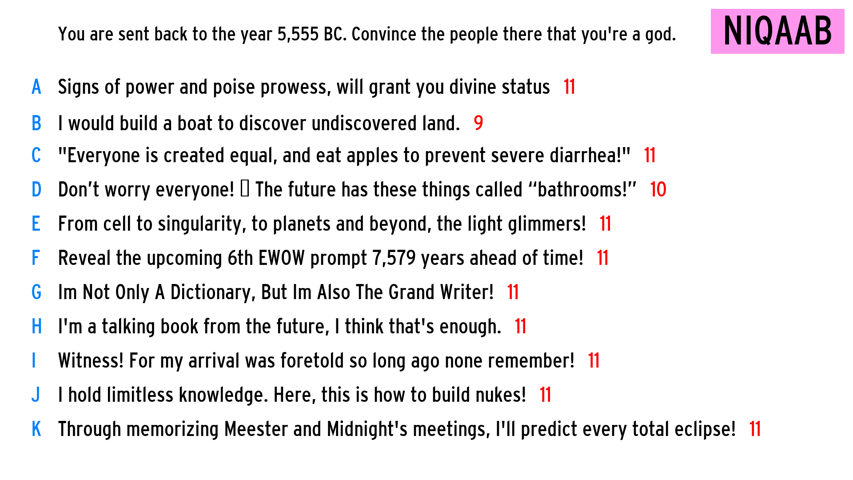 You are sent back to the year 5,555 BC. Convince the people there that you're a god.
NIQAAB
A Signs of power and poise prowess, will grant you divine status 11
B I would build a boat to discover undiscovered land. 9
C "Everyone is created equal, and eat apples to prevent severe diarrhea!" 11
D Don’t worry everyone! ▯ The future has these things called “bathrooms!” 10
E From cell to singularity, to planets and beyond, the light glimmers! 11
F Reveal the upcoming 6th EWOW prompt 7,579 years ahead of time! 11
G Im Not Only A Dictionary, But Im Also The Grand Writer! 11
H I'm a talking book from the future, I think that's enough. 11
I Witness! For my arrival was foretold so long ago none remember! 11
J I hold limitless knowledge. Here, this is how to build nukes! 11
K Through memorizing Meester and Midnight's meetings, I'll predict every total eclipse! 11